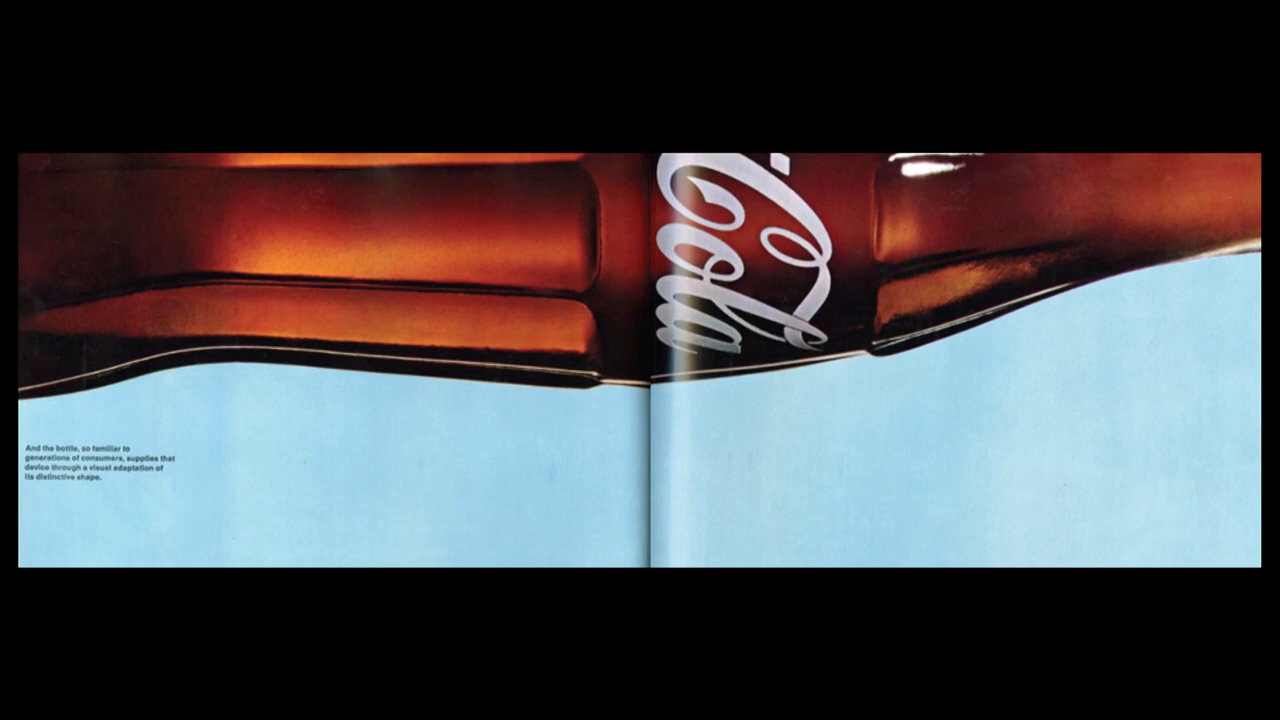 And the bottle, so familiar to
generations of consumers, supplies that
device through a visual adaptation of
its distinctive shape.
Cola